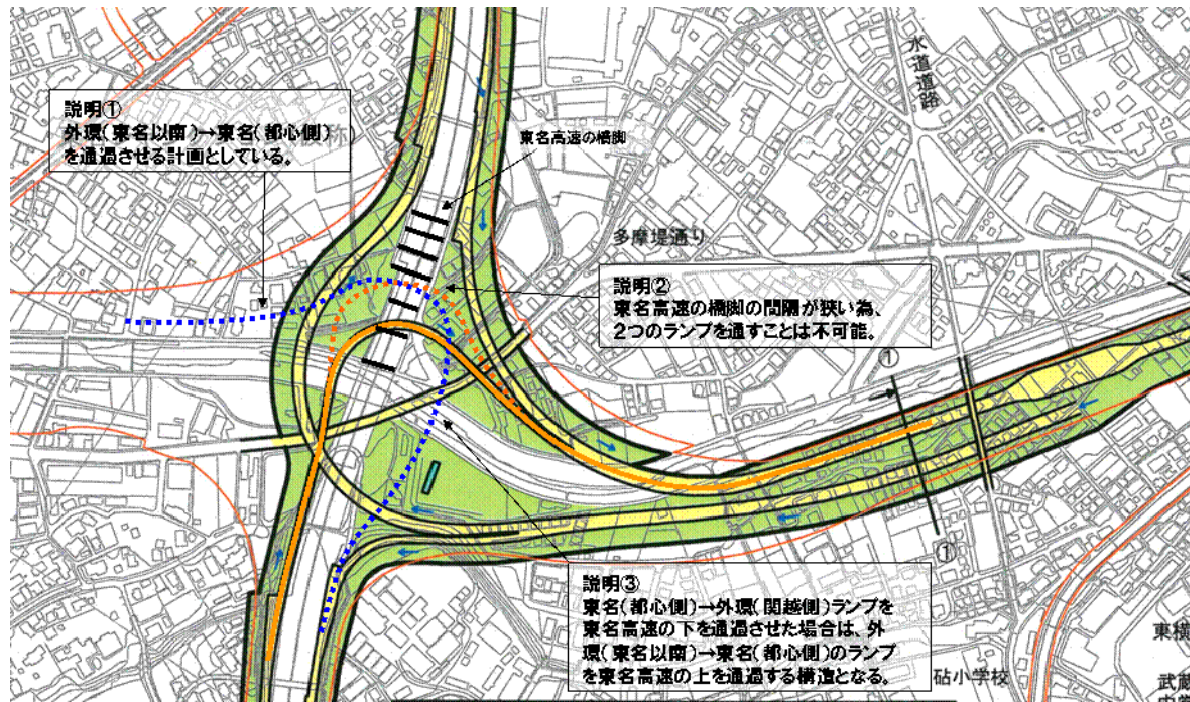 水道道路
説明①
外環(東名以南)→東名(都心側)
を通過させる計画としている。
東名高速の橋脚
多摩堤通り
説明②
東名高速の橋脚の間隔が狭い為、
2つのランプを通すことは不可能。
①
①
説明③
東名(都心側)→外環(関越側)ランプを
東名高速の下を通過させた場合は、外
環(東名以南)→東名(都心側)のランプ
を東名高速の上を通過する構造となる。
砧小学校
東横
武蔵